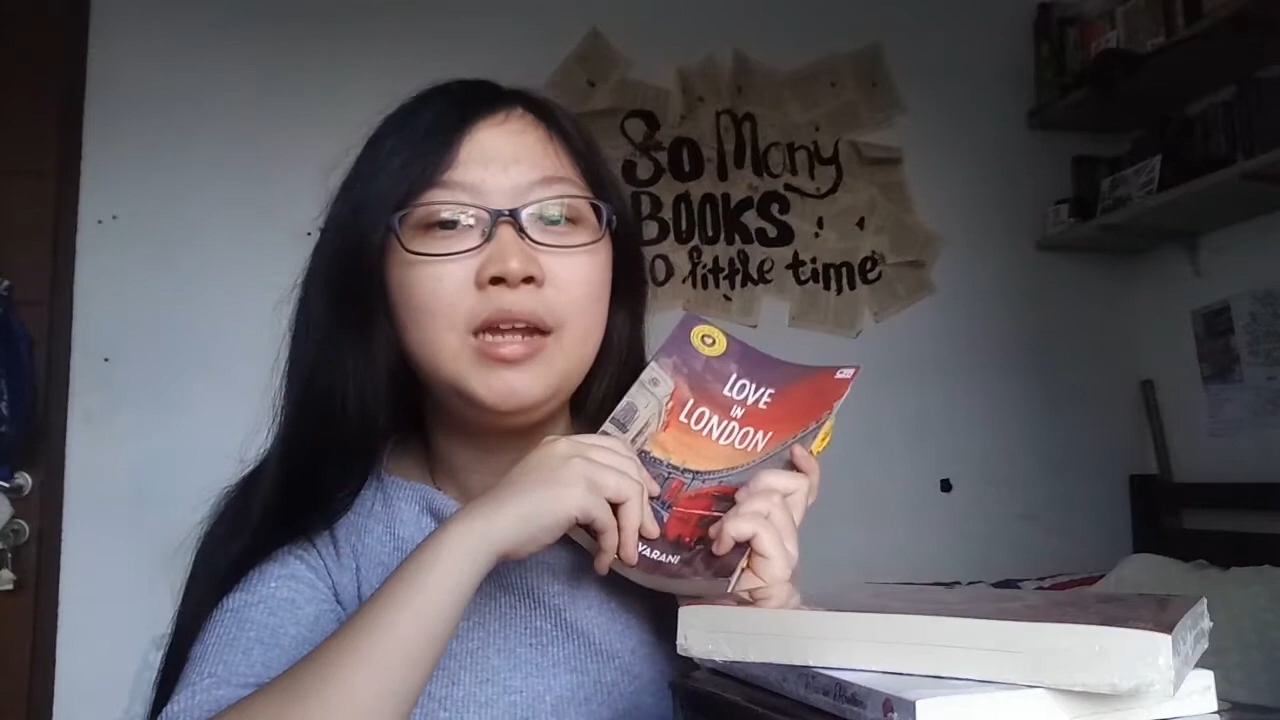 So Many
BOOKS
O little time
LOVE
IN
LONDON
VARANI